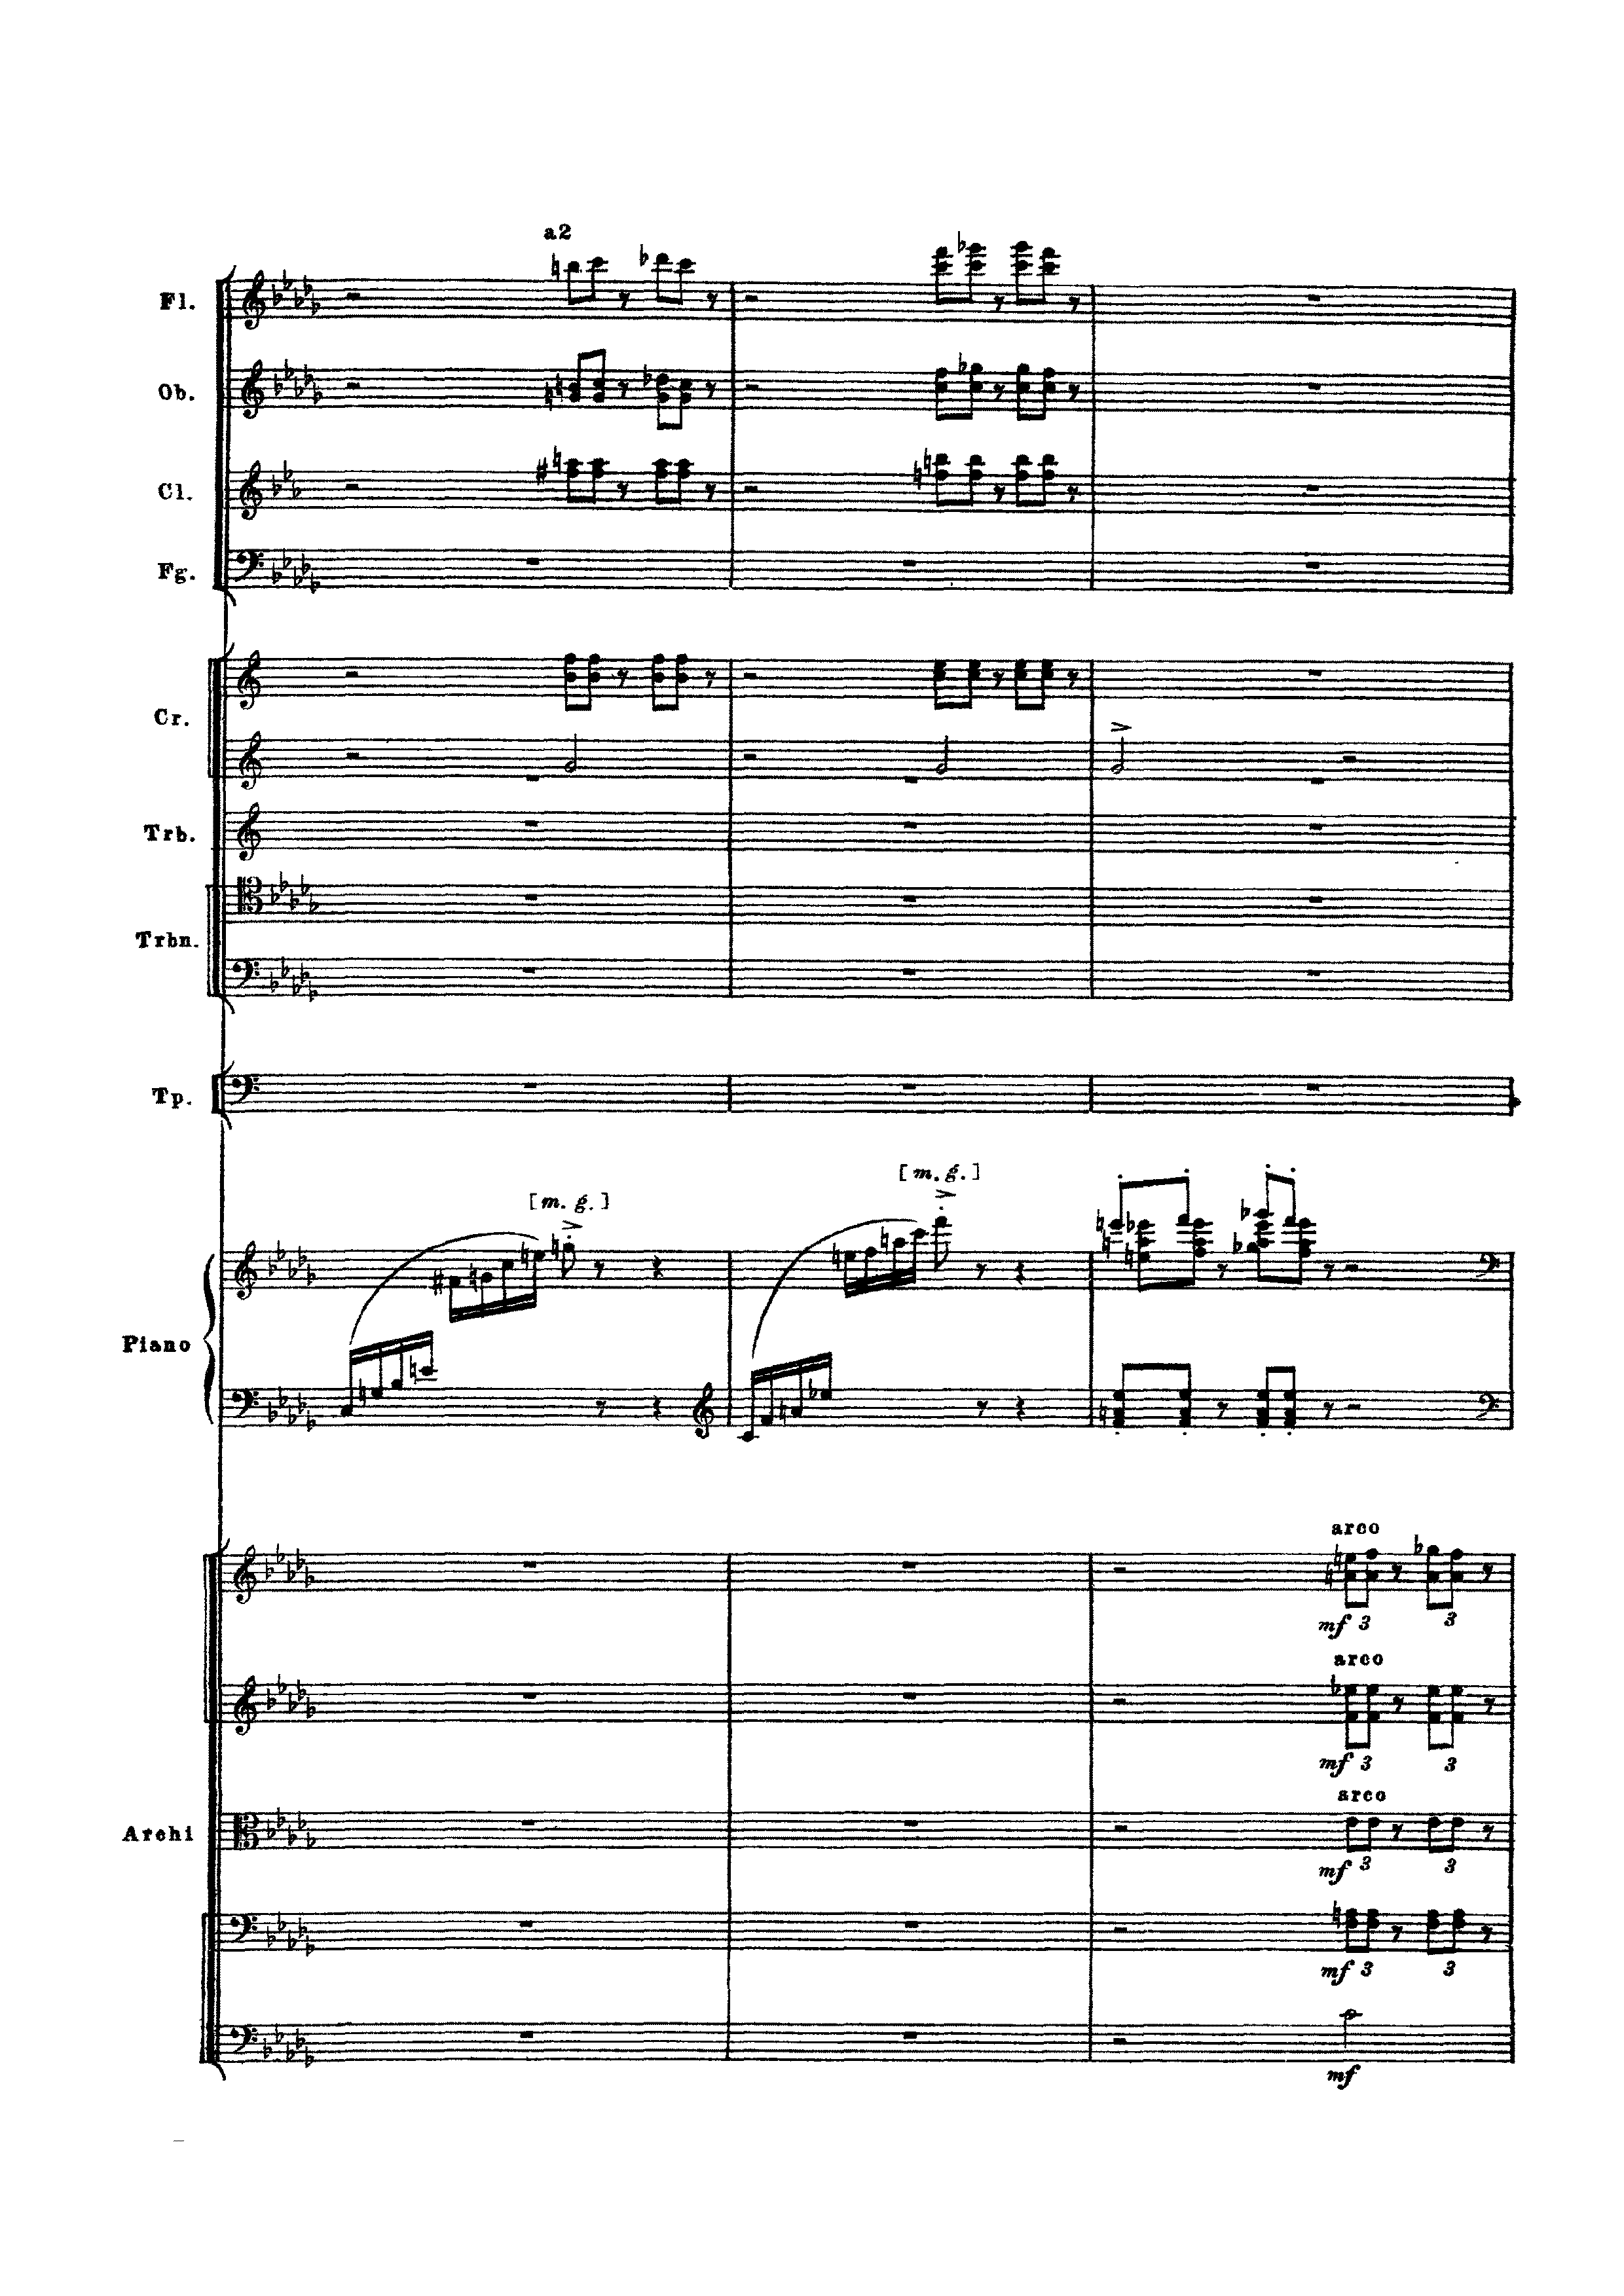 a2
Fl.
Ob.
Cl.
Fg.
Cr.
Trb.
Trbn.
Tp.
[m. g.]
[m. g.]
Piano
arco
mf 3 3
arco
mf 3 3
arco
Archi
mf 3 3
mf 3 3
mf